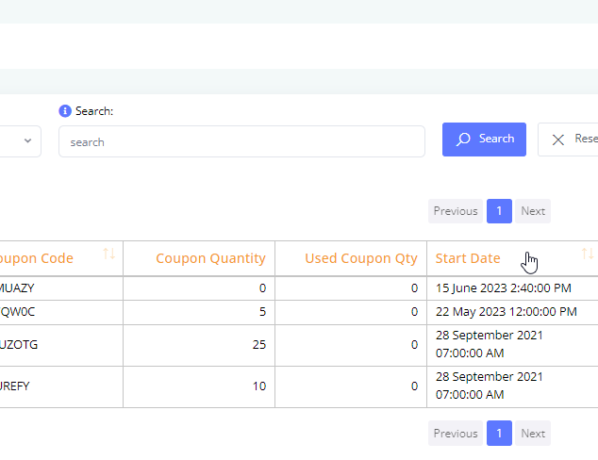 Search:
search
Search
Rese
Previous 1 Next
oupon Code Coupon Quantity Used Coupon Qty Start Date
MUAZY 0 0 15 June 2023 2:40:00 PM
QW0C 5 0 22 May 2023 12:00:00 PM
UZOTG 25 0 28 September 2021
07:00:00 AM
UREFY 10 0 28 September 2021
07:00:00 AM
Previous 1 Next